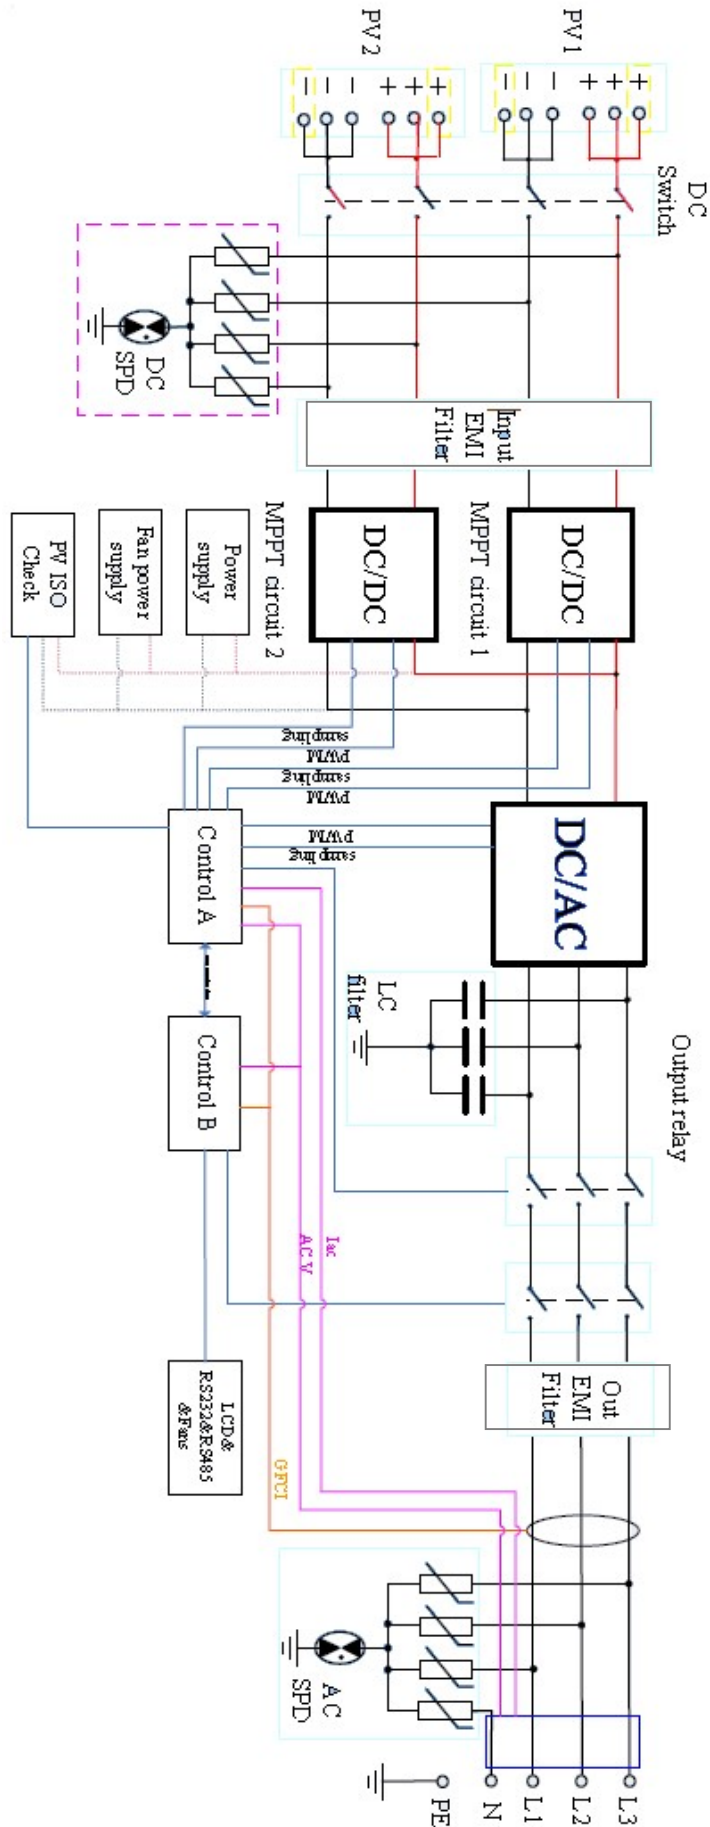 PV 2
PV 1
− − − + + +
− − − + + +
DC
Switch
DC
SPD
Input
EMI
Filter
MPPT circuit 2
MPPT circuit 1
DC/DC
DC/DC
PV ISO
Check
Fan power
supply
Power
supply
sampling
PWM
sampling
PWM
PWM
sampling
Control A
DC/AC
LC
filter
Output relay
Control B
Iac
AC V
LCD&
RS232&RS485
&Fans
Out
EMI
Filter
GFCI
AC
SPD
PE
N
L1
L2
L3